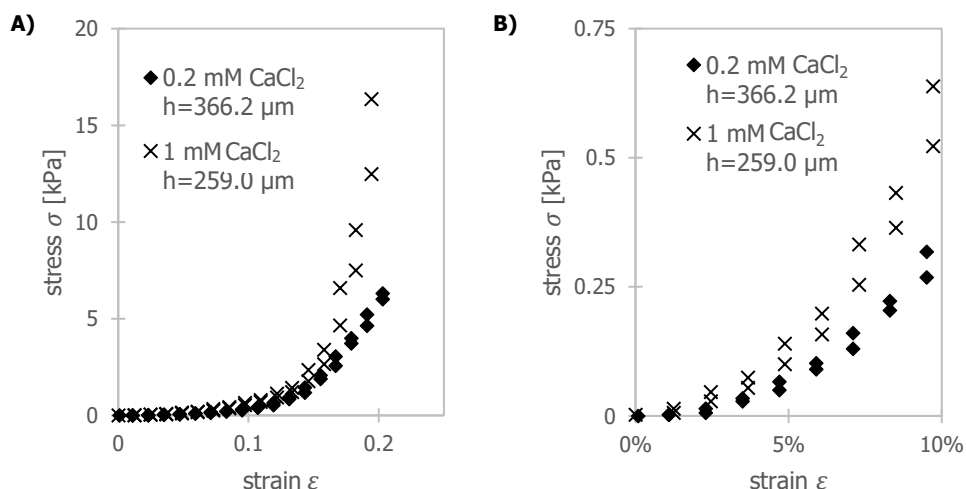 A)
20
15
10
5
0
0
0.1
0.2
stress σ [kPa]
strain ε
0.2 mM CaCl₂
h=366.2 µm
1 mM CaCl₂
h=259.0 µm
B)
0.75
0.5
0.25
0
0%
5%
10%
stress σ [kPa]
strain ε
0.2 mM CaCl₂
h=366.2 µm
1 mM CaCl₂
h=259.0 µm